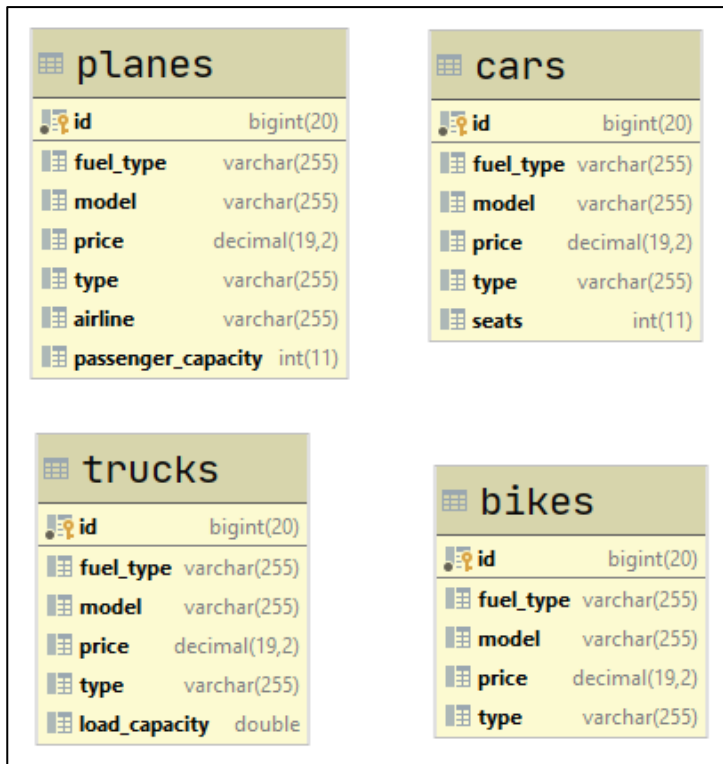 planes
id bigint(20)
fuel_type varchar(255)
model varchar(255)
price decimal(19,2)
type varchar(255)
airline varchar(255)
passenger_capacity int(11)
cars
id bigint(20)
fuel_type varchar(255)
model varchar(255)
price decimal(19,2)
type varchar(255)
seats int(11)
trucks
id bigint(20)
fuel_type varchar(255)
model varchar(255)
price decimal(19,2)
type varchar(255)
load_capacity double
bikes
id bigint(20)
fuel_type varchar(255)
model varchar(255)
price decimal(19,2)
type varchar(255)